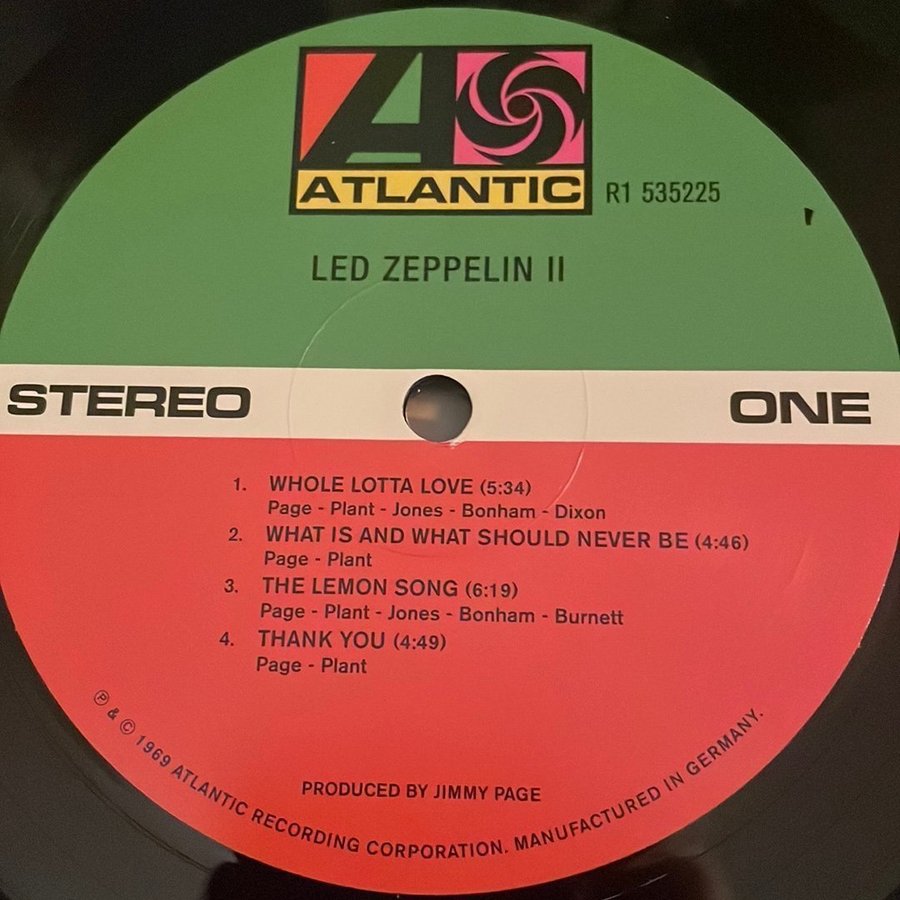 ATLANTIC
R1 535225
LED ZEPPELIN II
STEREO
ONE
1. WHOLE LOTTA LOVE (5:34)
Page - Plant - Jones - Bonham - Dixon
2. WHAT IS AND WHAT SHOULD NEVER BE (4:46)
Page - Plant
3. THE LEMON SONG (6:19)
Page - Plant - Jones - Bonham - Burnett
4. THANK YOU (4:49)
Page - Plant
PRODUCED BY JIMMY PAGE
℗ & © 1969 ATLANTIC RECORDING CORPORATION. MANUFACTURED IN GERMANY.